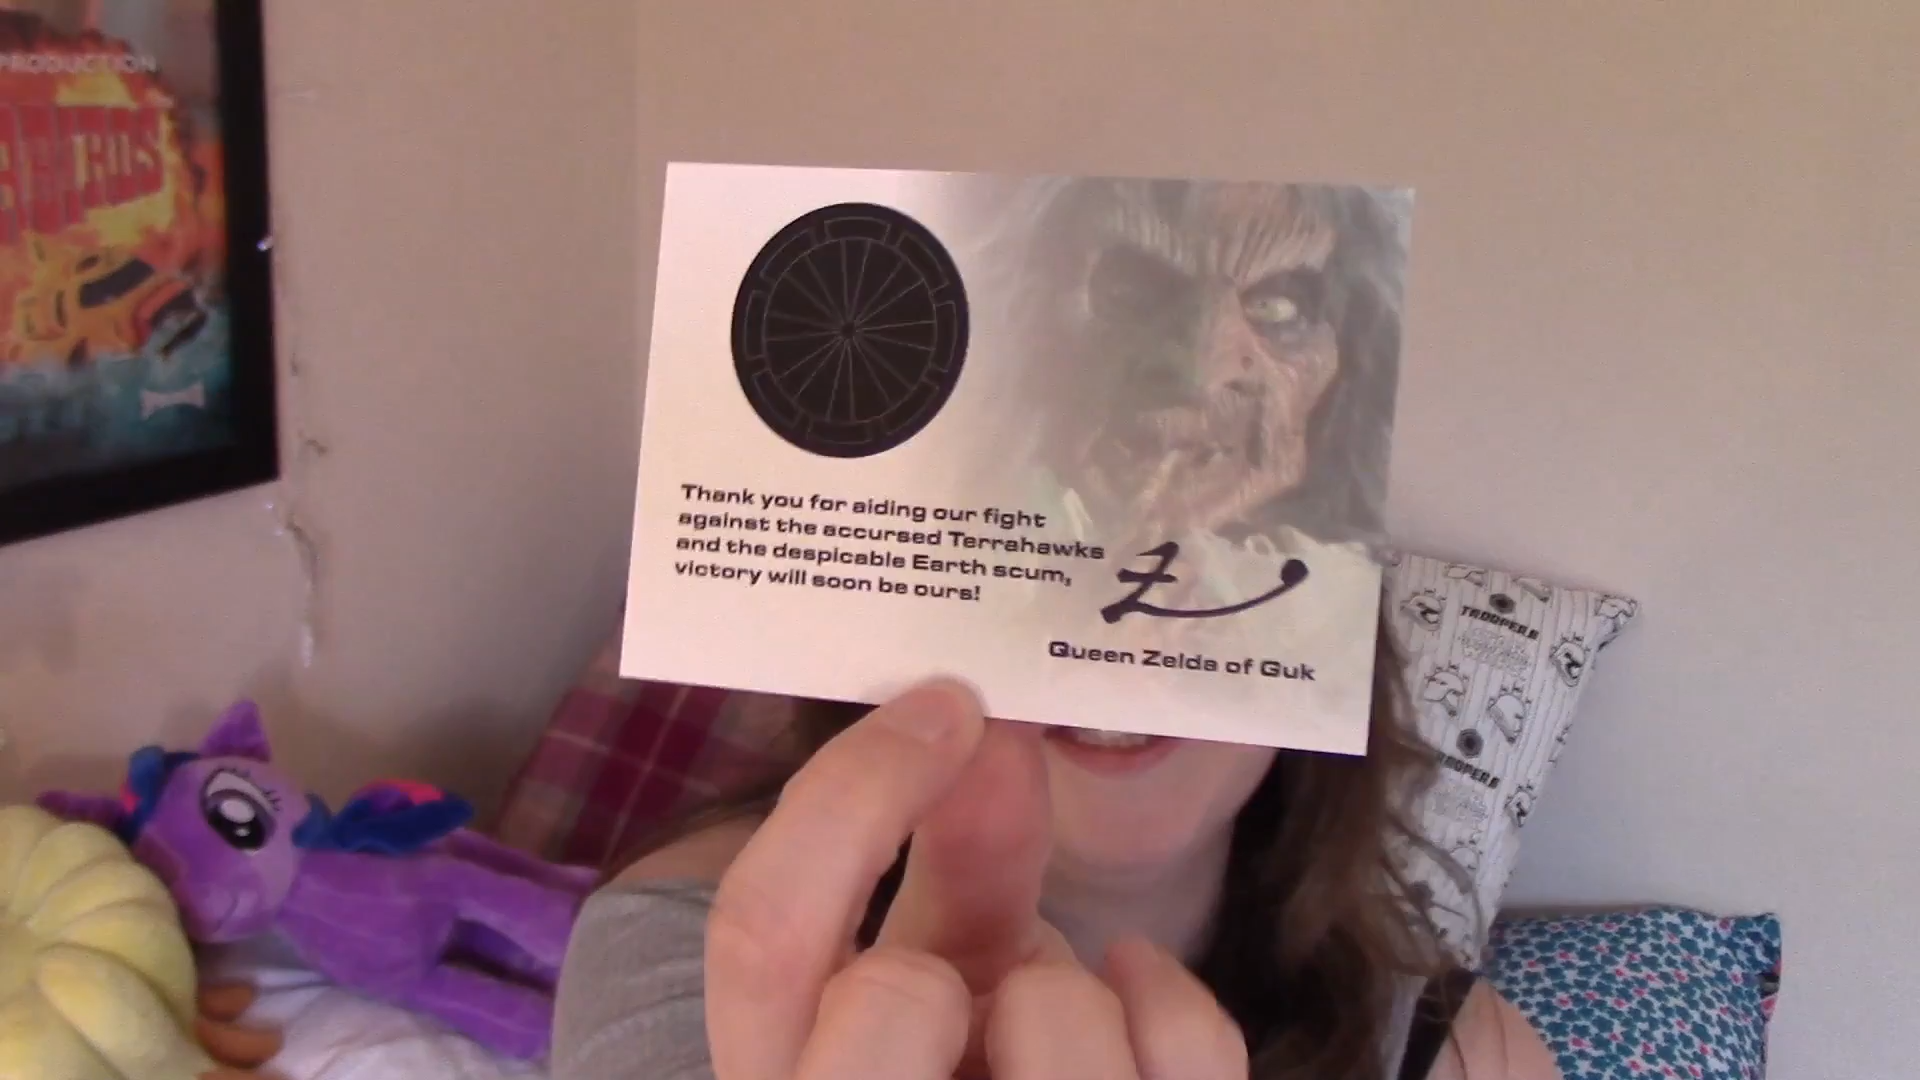 PRODUCTION
Thank you for aiding our fight
against the accursed Terrahawks
and the despicable Earth scum,
victory will soon be ours!
Z
Queen Zelda of Guk
TROOPERS
TROOPERS